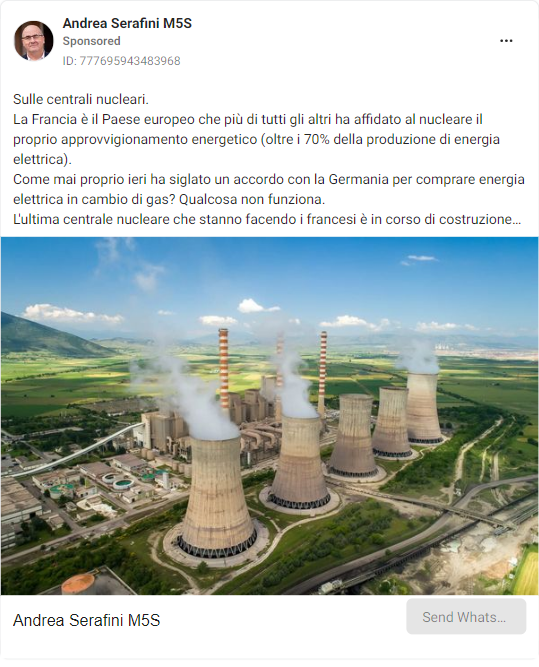 Andrea Serafini M5S
Sponsored
ID: 777695943483968
Sulle centrali nucleari.
La Francia è il Paese europeo che più di tutti gli altri ha affidato al nucleare il
proprio approvvigionamento energetico (oltre i 70% della produzione di energia
elettrica).
Come mai proprio ieri ha siglato un accordo con la Germania per comprare energia
elettrica in cambio di gas? Qualcosa non funziona.
L'ultima centrale nucleare che stanno facendo i francesi è in corso di costruzione...
Andrea Serafini M5S
Send Whats...